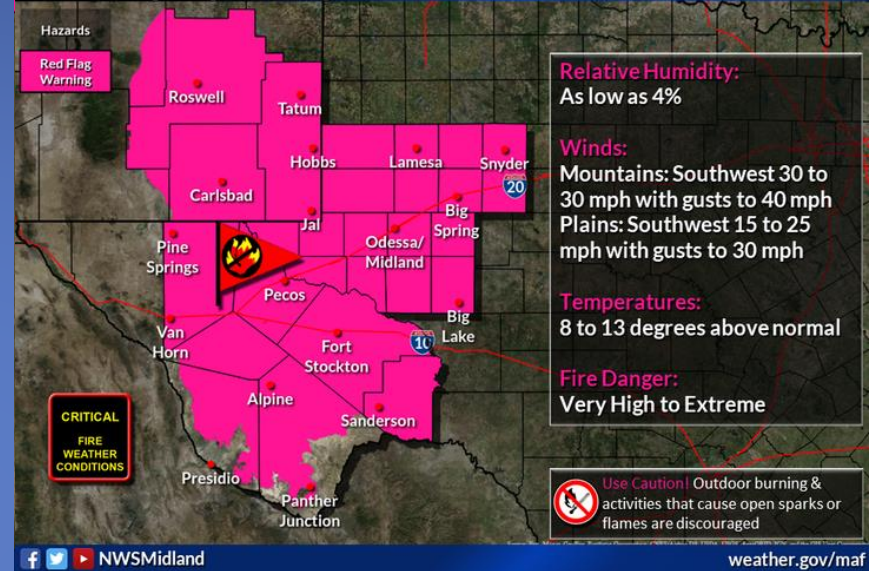 Hazards
Red Flag
Warning
Roswell
Tatum
Hobbs
Lamesa
Snyder
20
Carlsbad
Jal
Big
Spring
Odessa/
Midland
Pine
Springs
Pecos
Big
Lake
Van
Horn
Fort
Stockton
10
Alpine
Sanderson
Presidio
Panther
Junction
CRITICAL
FIRE
WEATHER
CONDITIONS
Relative Humidity:
As low as 4%
Winds:
Mountains: Southwest 30 to
30 mph with gusts to 40 mph
Plains: Southwest 15 to 25
mph with gusts to 30 mph
Temperatures:
8 to 13 degrees above normal
Fire Danger:
Very High to Extreme
Use Caution! Outdoor burning &
activities that cause open sparks or
flames are discouraged
NWSMidland
weather.gov/maf